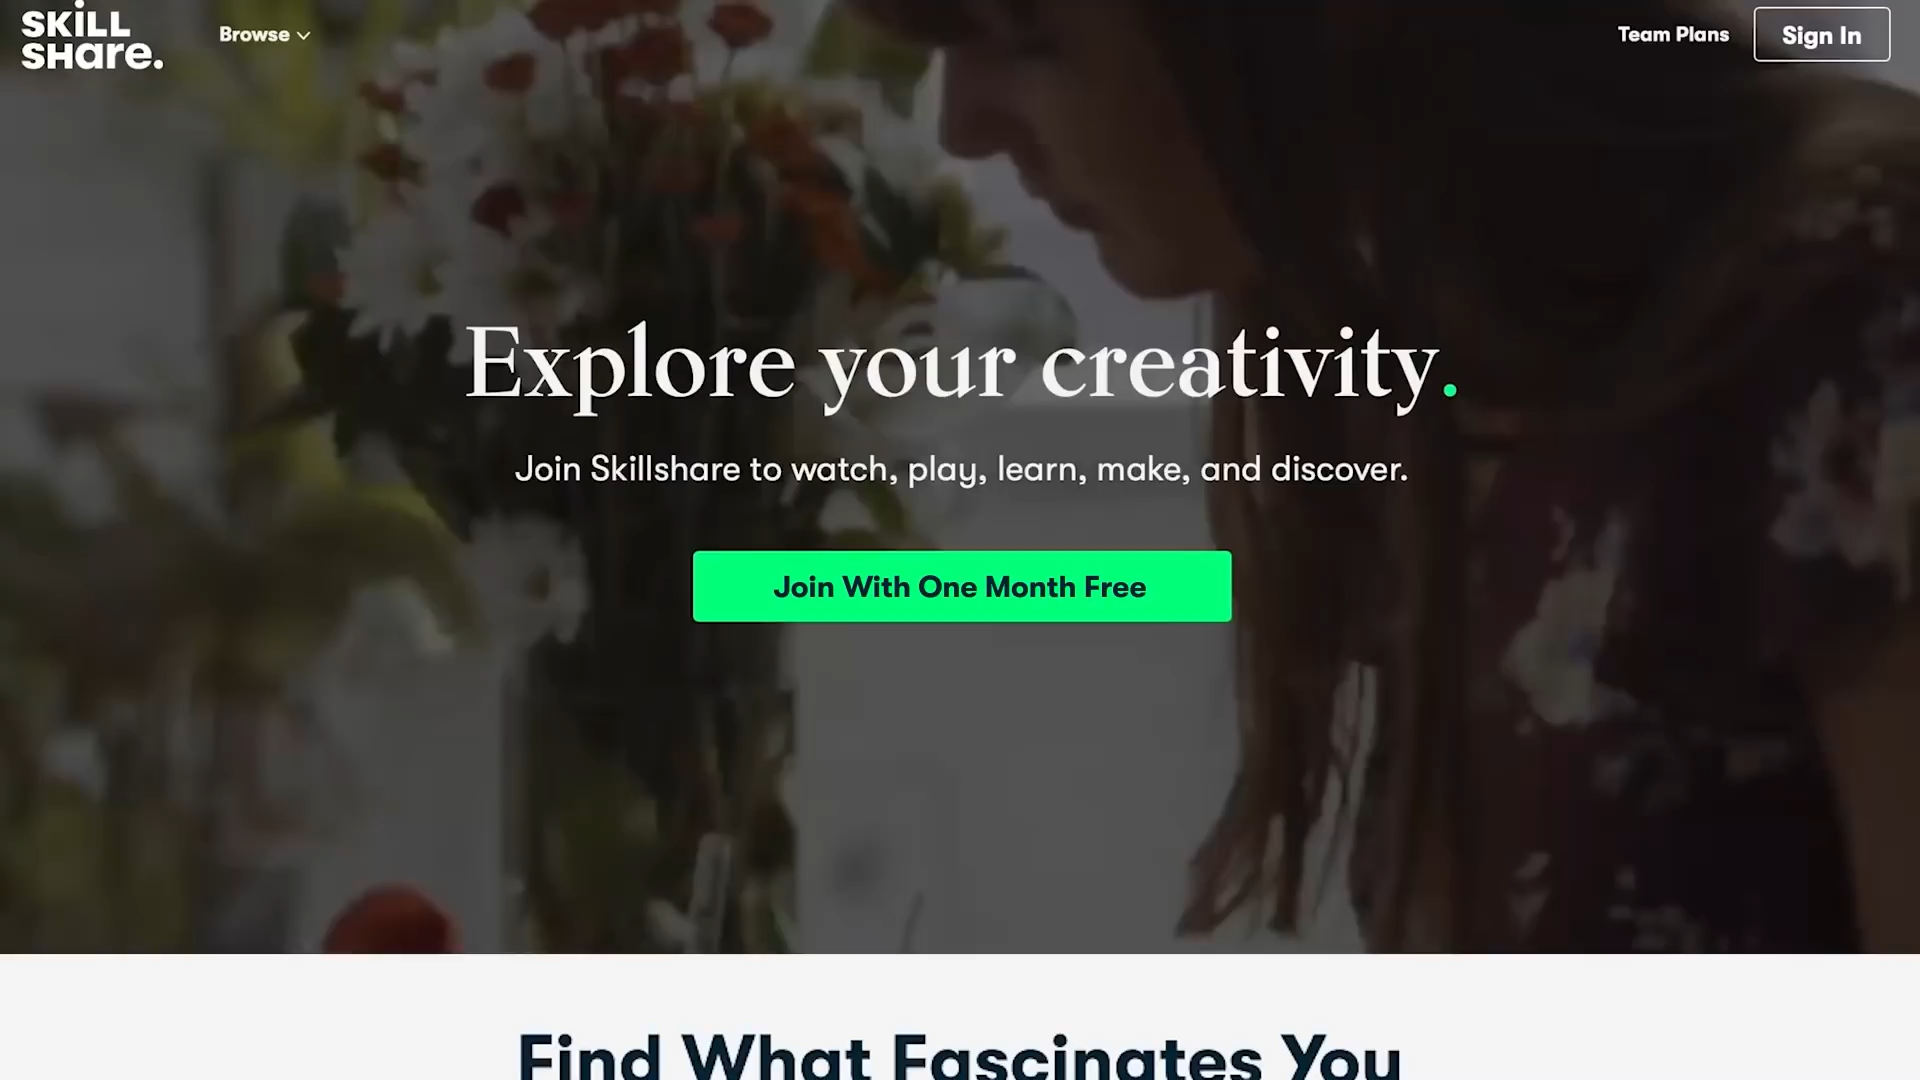 SKiLL
SHare.
Browse
Team Plans
Sign In
Explore your creativity.
Join Skillshare to watch, play, learn, make, and discover.
Join With One Month Free
Find What Fascinates You